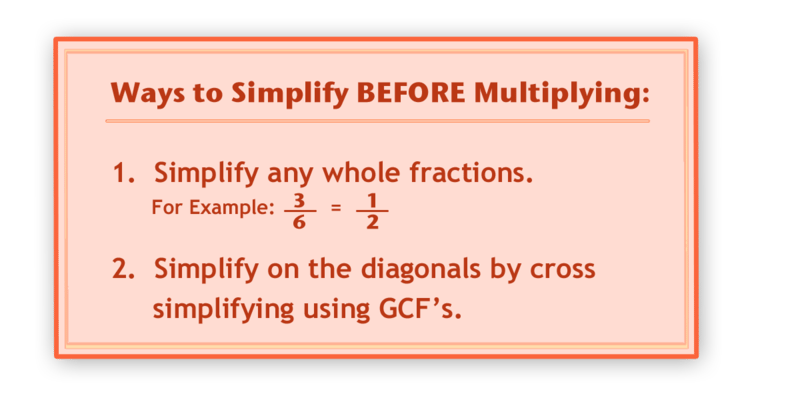 Ways to Simplify BEFORE Multiplying:
1. Simplify any whole fractions.
For Example: 3/6 = 1/2
2. Simplify on the diagonals by cross
simplifying using GCF’s.